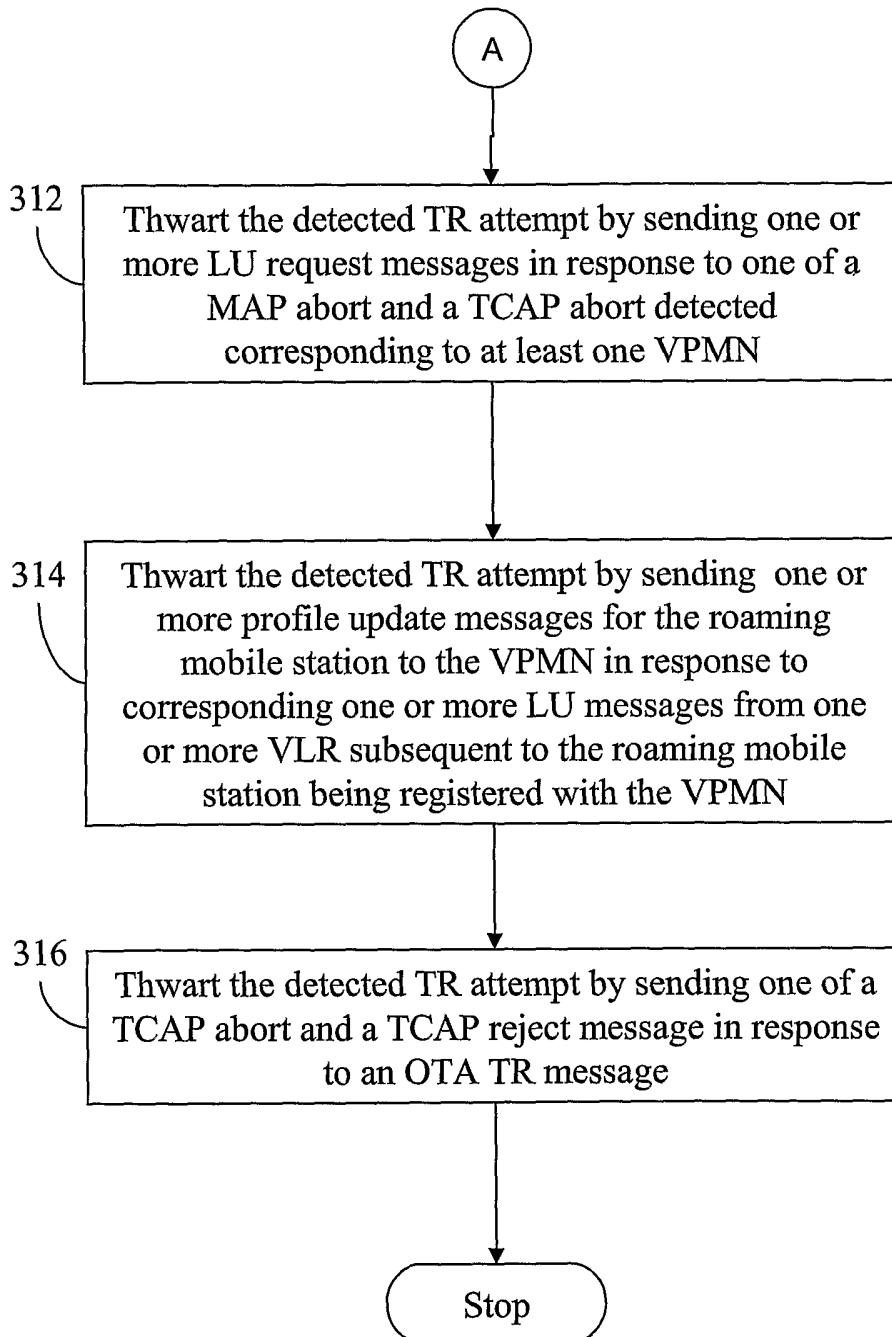 A
312
Thwart the detected TR attempt by sending one or
more LU request messages in response to one of a
MAP abort and a TCAP abort detected
corresponding to at least one VPMN
314
Thwart the detected TR attempt by sending one or
more profile update messages for the roaming
mobile station to the VPMN in response to
corresponding one or more LU messages from one
or more VLR subsequent to the roaming mobile
station being registered with the VPMN
316
Thwart the detected TR attempt by sending one of a
TCAP abort and a TCAP reject message in response
to an OTA TR message
Stop